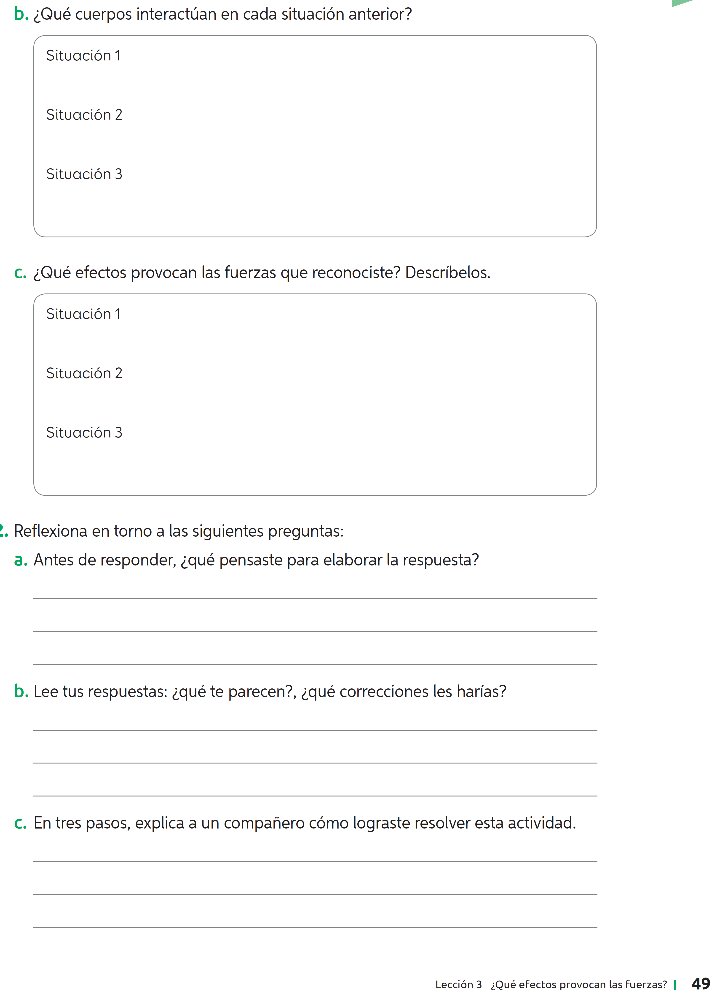 b. ¿Qué cuerpos interactúan en cada situación anterior?
Situación 1
Situación 2
Situación 3
c. ¿Qué efectos provocan las fuerzas que reconociste? Descríbelos.
Situación 1
Situación 2
Situación 3
2. Reflexiona en torno a las siguientes preguntas:
a. Antes de responder, ¿qué pensaste para elaborar la respuesta?
b. Lee tus respuestas: ¿qué te parecen?, ¿qué correcciones les harías?
c. En tres pasos, explica a un compañero cómo lograste resolver esta actividad.
Lección 3 - ¿Qué efectos provocan las fuerzas? | 49